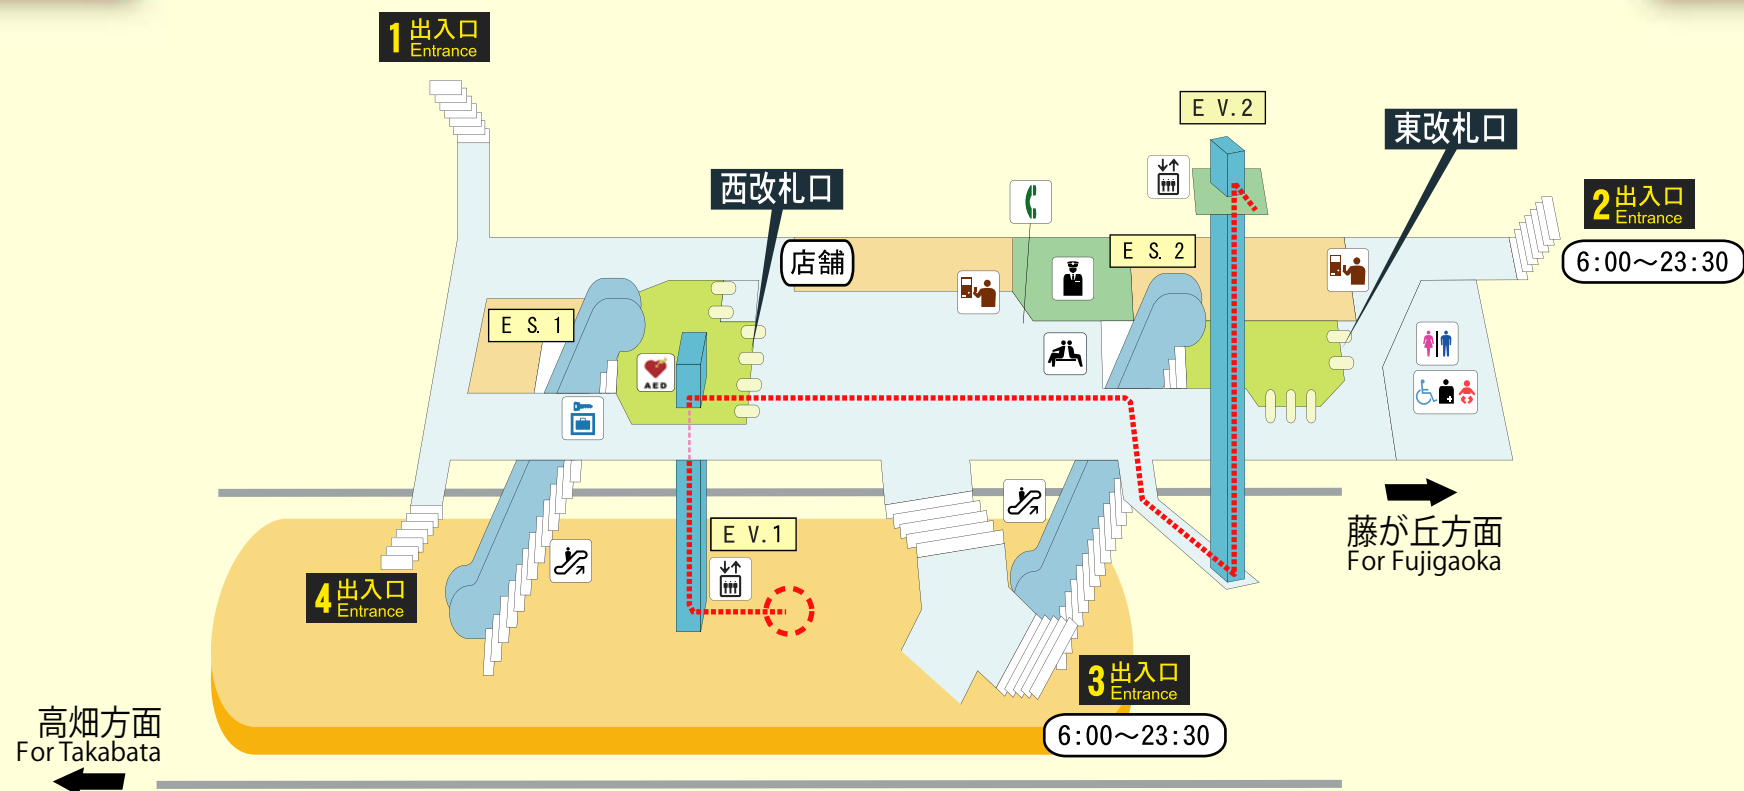 1 出入口
Entrance
E V.2
東改札口
西改札口
2 出入口
Entrance
6:00～23:30
店舗
E S.2
E S.1
AED
E V.1
藤が丘方面
For Fujigaoka
4 出入口
Entrance
3 出入口
Entrance
6:00～23:30
高畑方面
For Takabata